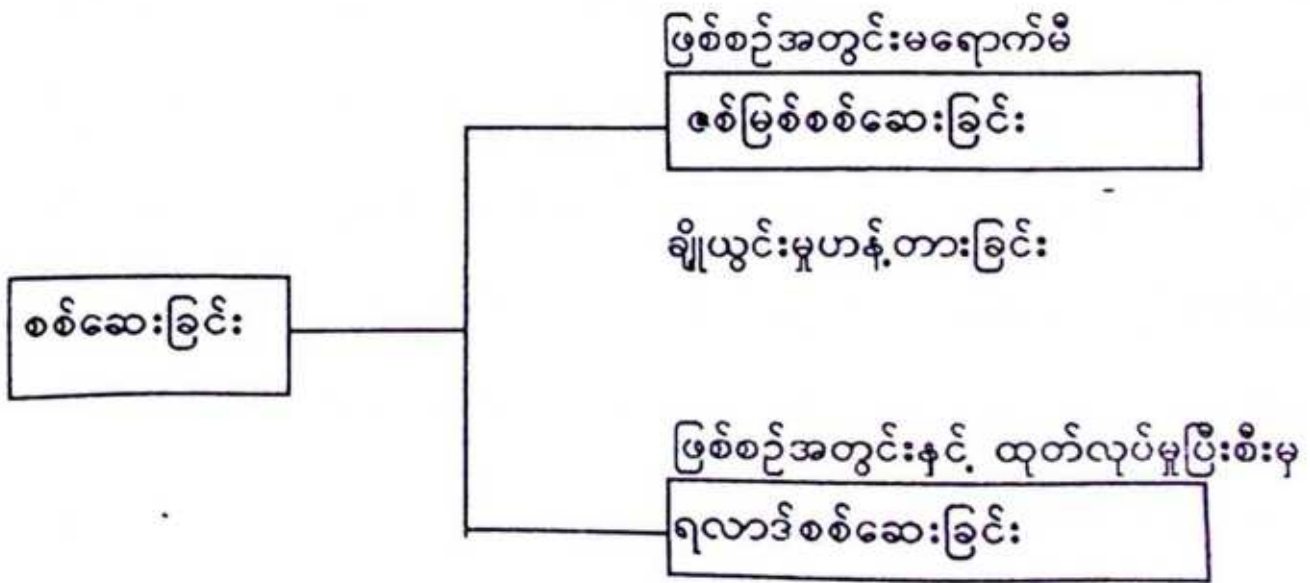 ဖြစ်စဉ်အတွင်းမရောက်မီ
ဇစ်မြစ်စစ်ဆေးခြင်း
ချို့ယွင်းမှုဟန့်တားခြင်း
စစ်ဆေးခြင်း
ဖြစ်စဉ်အတွင်းနှင့် ထုတ်လုပ်မှုပြီးစီးမှ
ရလာဒ်စစ်ဆေးခြင်း